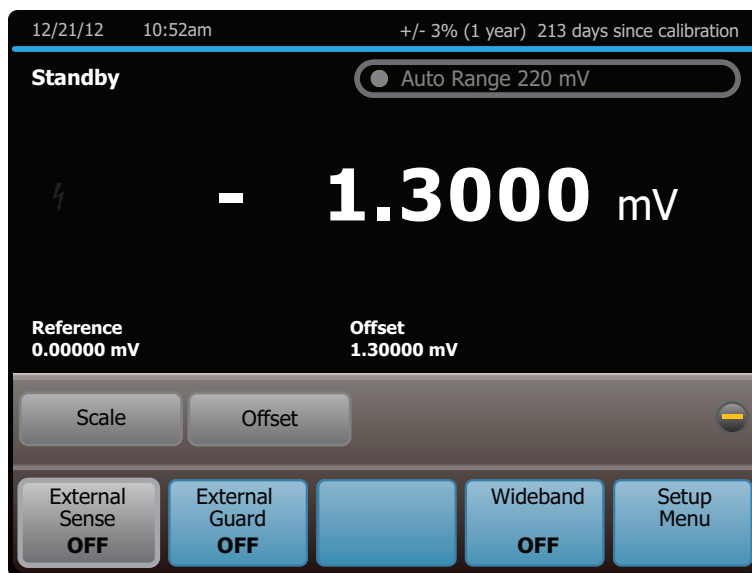 12/21/12 10:52am +/- 3% (1 year) 213 days since calibration
Standby Auto Range 220 mV
- 1.3000 mV
Reference Offset
0.00000 mV 1.30000 mV
Scale Offset
External External Wideband Setup
Sense Guard Menu
OFF OFF OFF